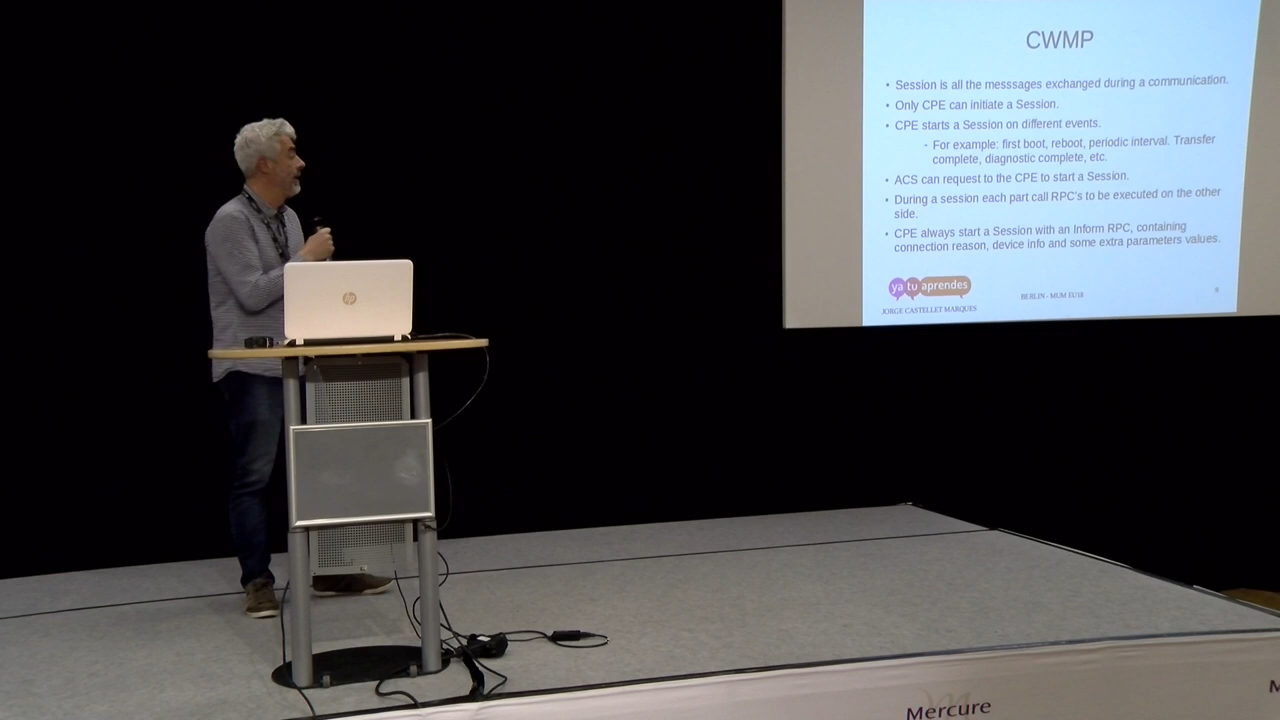 CWMP
• Session is all the messsages exchanged during a communication.
• Only CPE can initiate a Session.
• CPE starts a Session on different events.
• For example: first boot, reboot, periodic interval. Transfer
complete, diagnostic complete, etc.
• ACS can request to the CPE to start a Session.
• During a session each part call RPC's to be executed on the other
side.
• CPE always start a Session with an Inform RPC, containing
connection reason, device info and some extra parameters values.
ya tu aprendes
JORGE CASTELLET MARQUES
BERLIN - MUM EU18
hp
Mercure
M